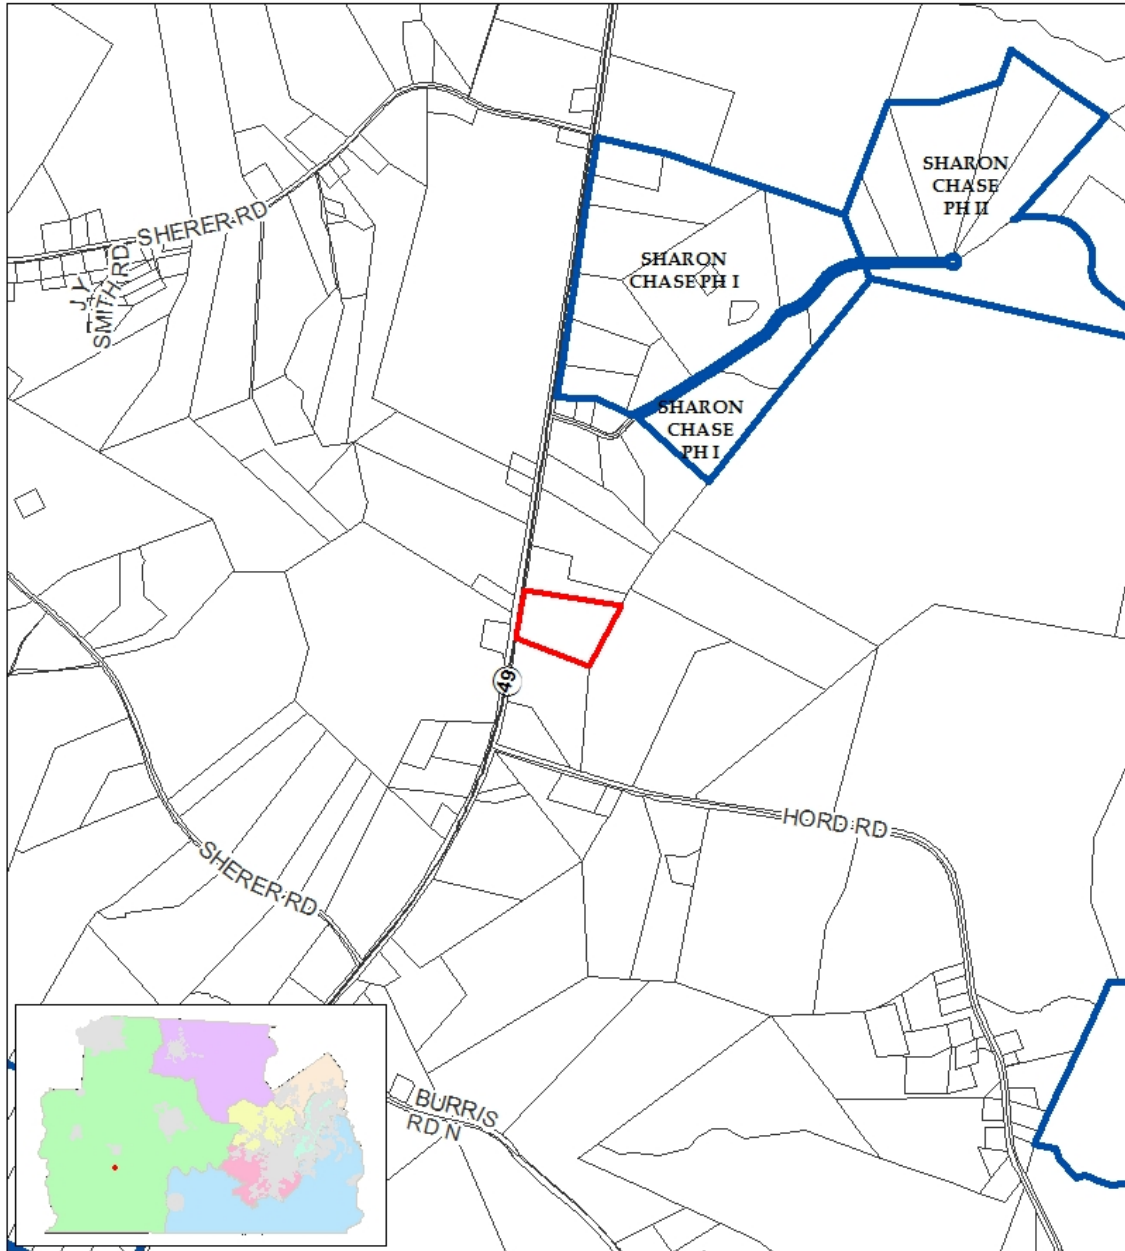 SHARON
CHASE
PH II
SHERER RD
SHARON
CHASE PH I
J Y
SMITH RD
SHARON
CHASE
PH I
49
HORD RD
SHERER RD
BURRIS
RD N